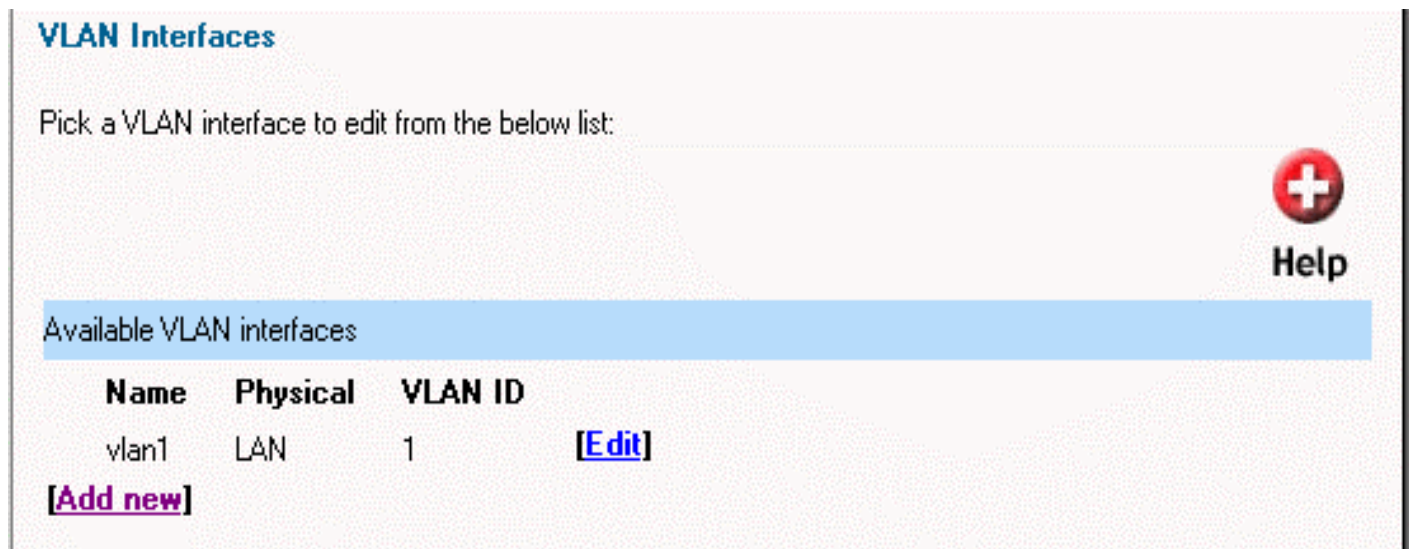 VLAN Interfaces
Pick a VLAN interface to edit from the below list:
Help
Available VLAN interfaces
Name Physical VLAN ID
vlan1 LAN 1 [Edit]
[Add new]